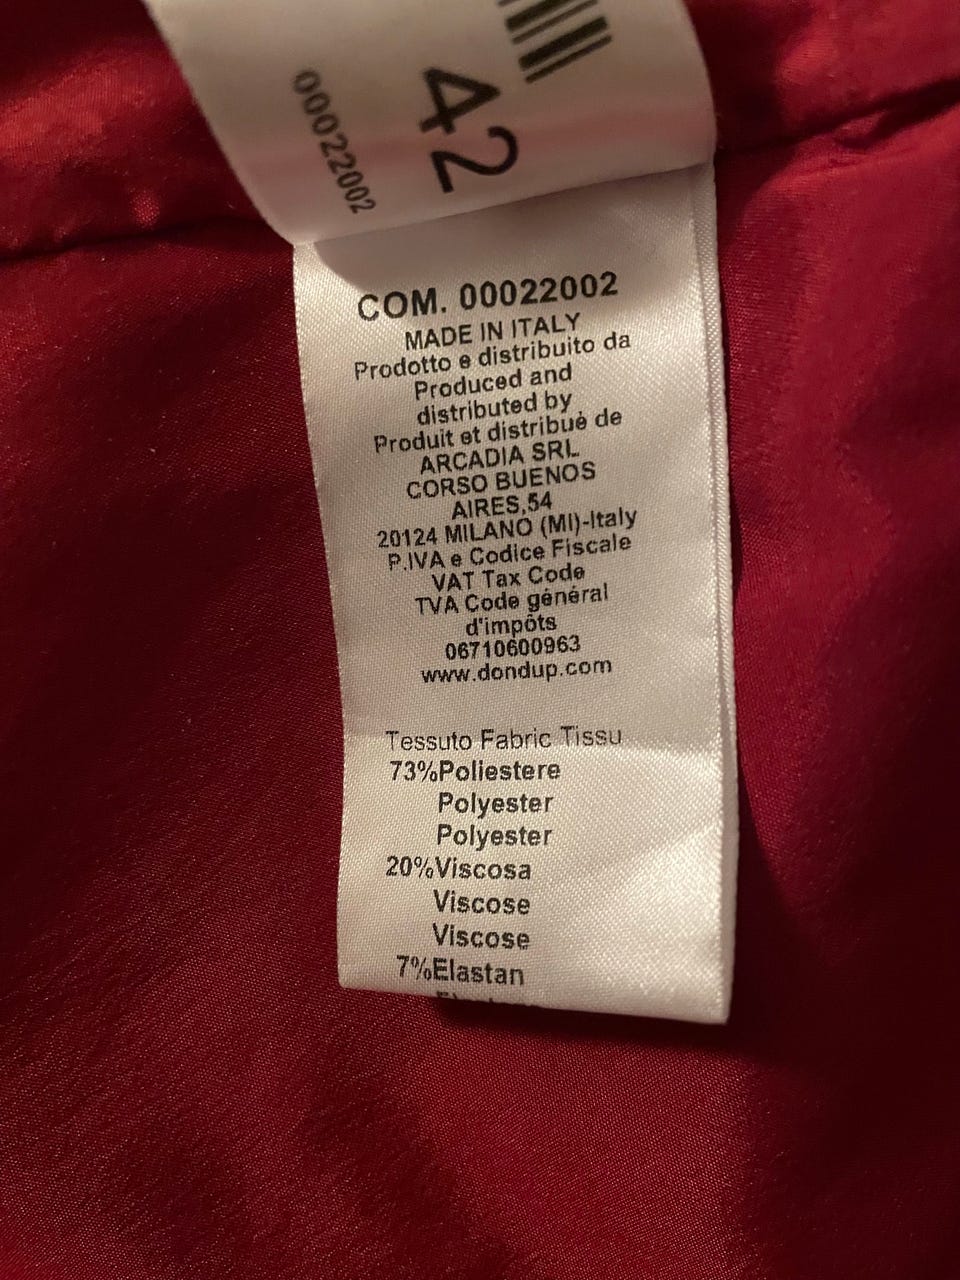 42
00022002
COM. 00022002
MADE IN ITALY
Prodotto e distribuito da
Produced and
distributed by
Produit et distribué de
ARCADIA SRL
CORSO BUENOS
AIRES,54
20124 MILANO (MI)-Italy
P.IVA e Codice Fiscale
VAT Tax Code
TVA Code général
d'impôts
06710600963
www.dondup.com
Tessuto Fabric Tissu
73%Poliestere
Polyester
Polyester
20%Viscosa
Viscose
Viscose
7%Elastan